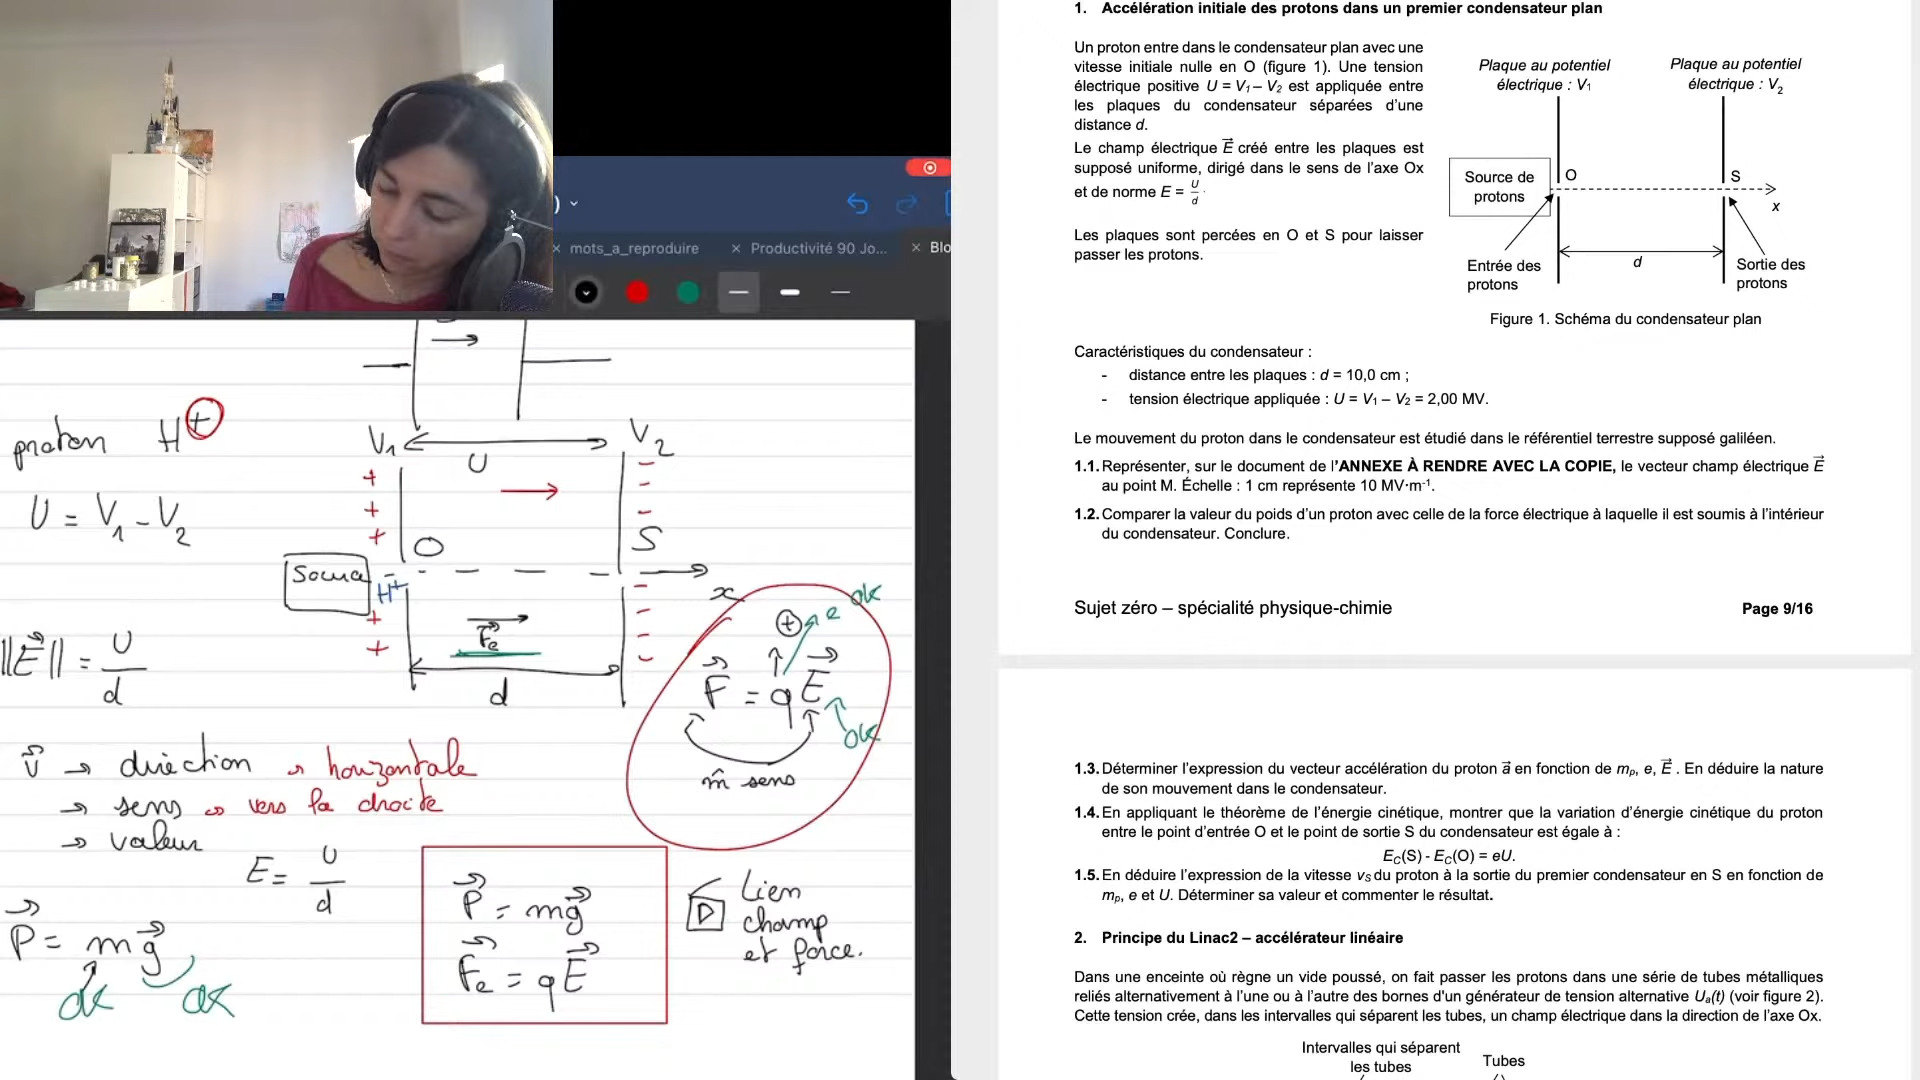 ) ⌄
× mots_a_reproduire × Productivité 90 Jo... × Blo
proton H+
U = V1 - V2
V1 U V2
+ + +
- - -
O S
Source H+
+ +
x
Fe
d
||E|| = U/d
⊕ e ok
F = qE
ok
m̂ sens
v → direction → horizontale
→ sens → vers la droite
→ valeur
E = U/d
P = mg
ok ok
P = mg
Fe = qE
D Lien
champ
et force.
1. Accélération initiale des protons dans un premier condensateur plan
Un proton entre dans le condensateur plan avec une
vitesse initiale nulle en O (figure 1). Une tension
électrique positive U = V1 – V2 est appliquée entre
les plaques du condensateur séparées d’une
distance d.
Le champ électrique E⃗ créé entre les plaques est
supposé uniforme, dirigé dans le sens de l’axe Ox
et de norme E = U/d.
Les plaques sont percées en O et S pour laisser
passer les protons.
Plaque au potentiel
électrique : V1
Plaque au potentiel
électrique : V2
Source de
protons
O
S
x
d
Entrée des
protons
Sortie des
protons
Figure 1. Schéma du condensateur plan
Caractéristiques du condensateur :
- distance entre les plaques : d = 10,0 cm ;
- tension électrique appliquée : U = V1 – V2 = 2,00 MV.
Le mouvement du proton dans le condensateur est étudié dans le référentiel terrestre supposé galiléen.
1.1. Représenter, sur le document de l’ANNEXE À RENDRE AVEC LA COPIE, le vecteur champ électrique E⃗
au point M. Échelle : 1 cm représente 10 MV·m-1.
1.2. Comparer la valeur du poids d’un proton avec celle de la force électrique à laquelle il est soumis à l’intérieur
du condensateur. Conclure.
Sujet zéro – spécialité physique-chimie Page 9/16
1.3. Déterminer l’expression du vecteur accélération du proton a⃗ en fonction de mp, e, E⃗ . En déduire la nature
de son mouvement dans le condensateur.
1.4. En appliquant le théorème de l’énergie cinétique, montrer que la variation d’énergie cinétique du proton
entre le point d’entrée O et le point de sortie S du condensateur est égale à :
EC(S) - EC(O) = eU.
1.5. En déduire l’expression de la vitesse vS du proton à la sortie du premier condensateur en S en fonction de
mp, e et U. Déterminer sa valeur et commenter le résultat.
2. Principe du Linac2 – accélérateur linéaire
Dans une enceinte où règne un vide poussé, on fait passer les protons dans une série de tubes métalliques
reliés alternativement à l’une ou à l’autre des bornes d'un générateur de tension alternative Ua(t) (voir figure 2).
Cette tension crée, dans les intervalles qui séparent les tubes, un champ électrique dans la direction de l’axe Ox.
Intervalles qui séparent
les tubes
Tubes